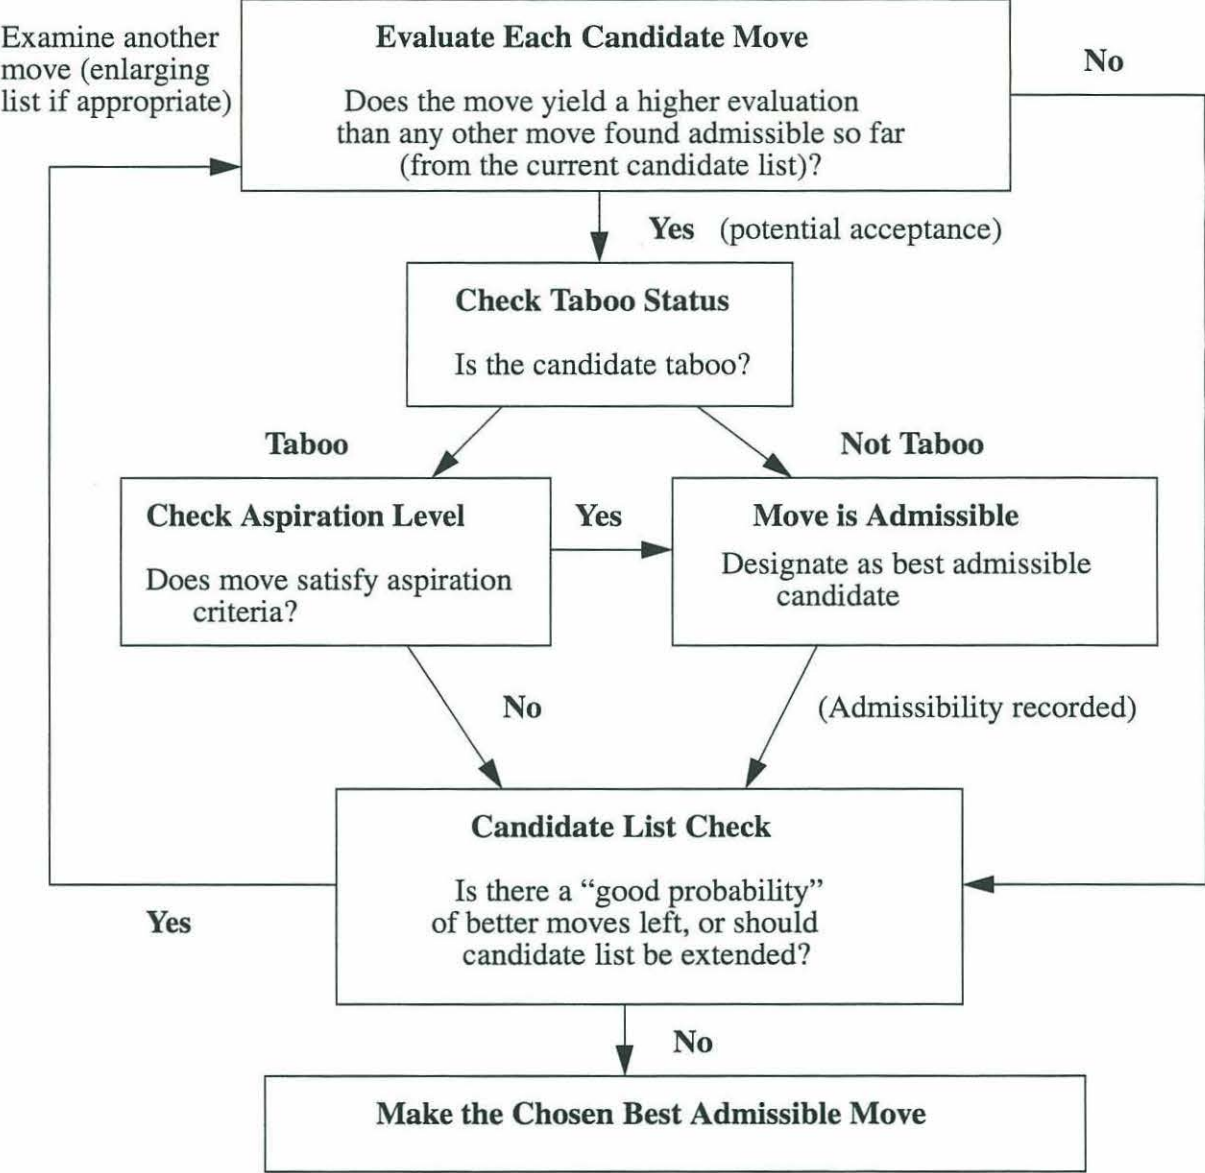 Examine another
move (enlarging
list if appropriate)
Evaluate Each Candidate Move
Does the move yield a higher evaluation
than any other move found admissible so far
(from the current candidate list)?
No
Yes (potential acceptance)
Check Taboo Status
Is the candidate taboo?
Taboo
Not Taboo
Check Aspiration Level
Does move satisfy aspiration
criteria?
Yes
Move is Admissible
Designate as best admissible
candidate
No
(Admissibility recorded)
Candidate List Check
Is there a “good probability”
of better moves left, or should
candidate list be extended?
Yes
No
Make the Chosen Best Admissible Move